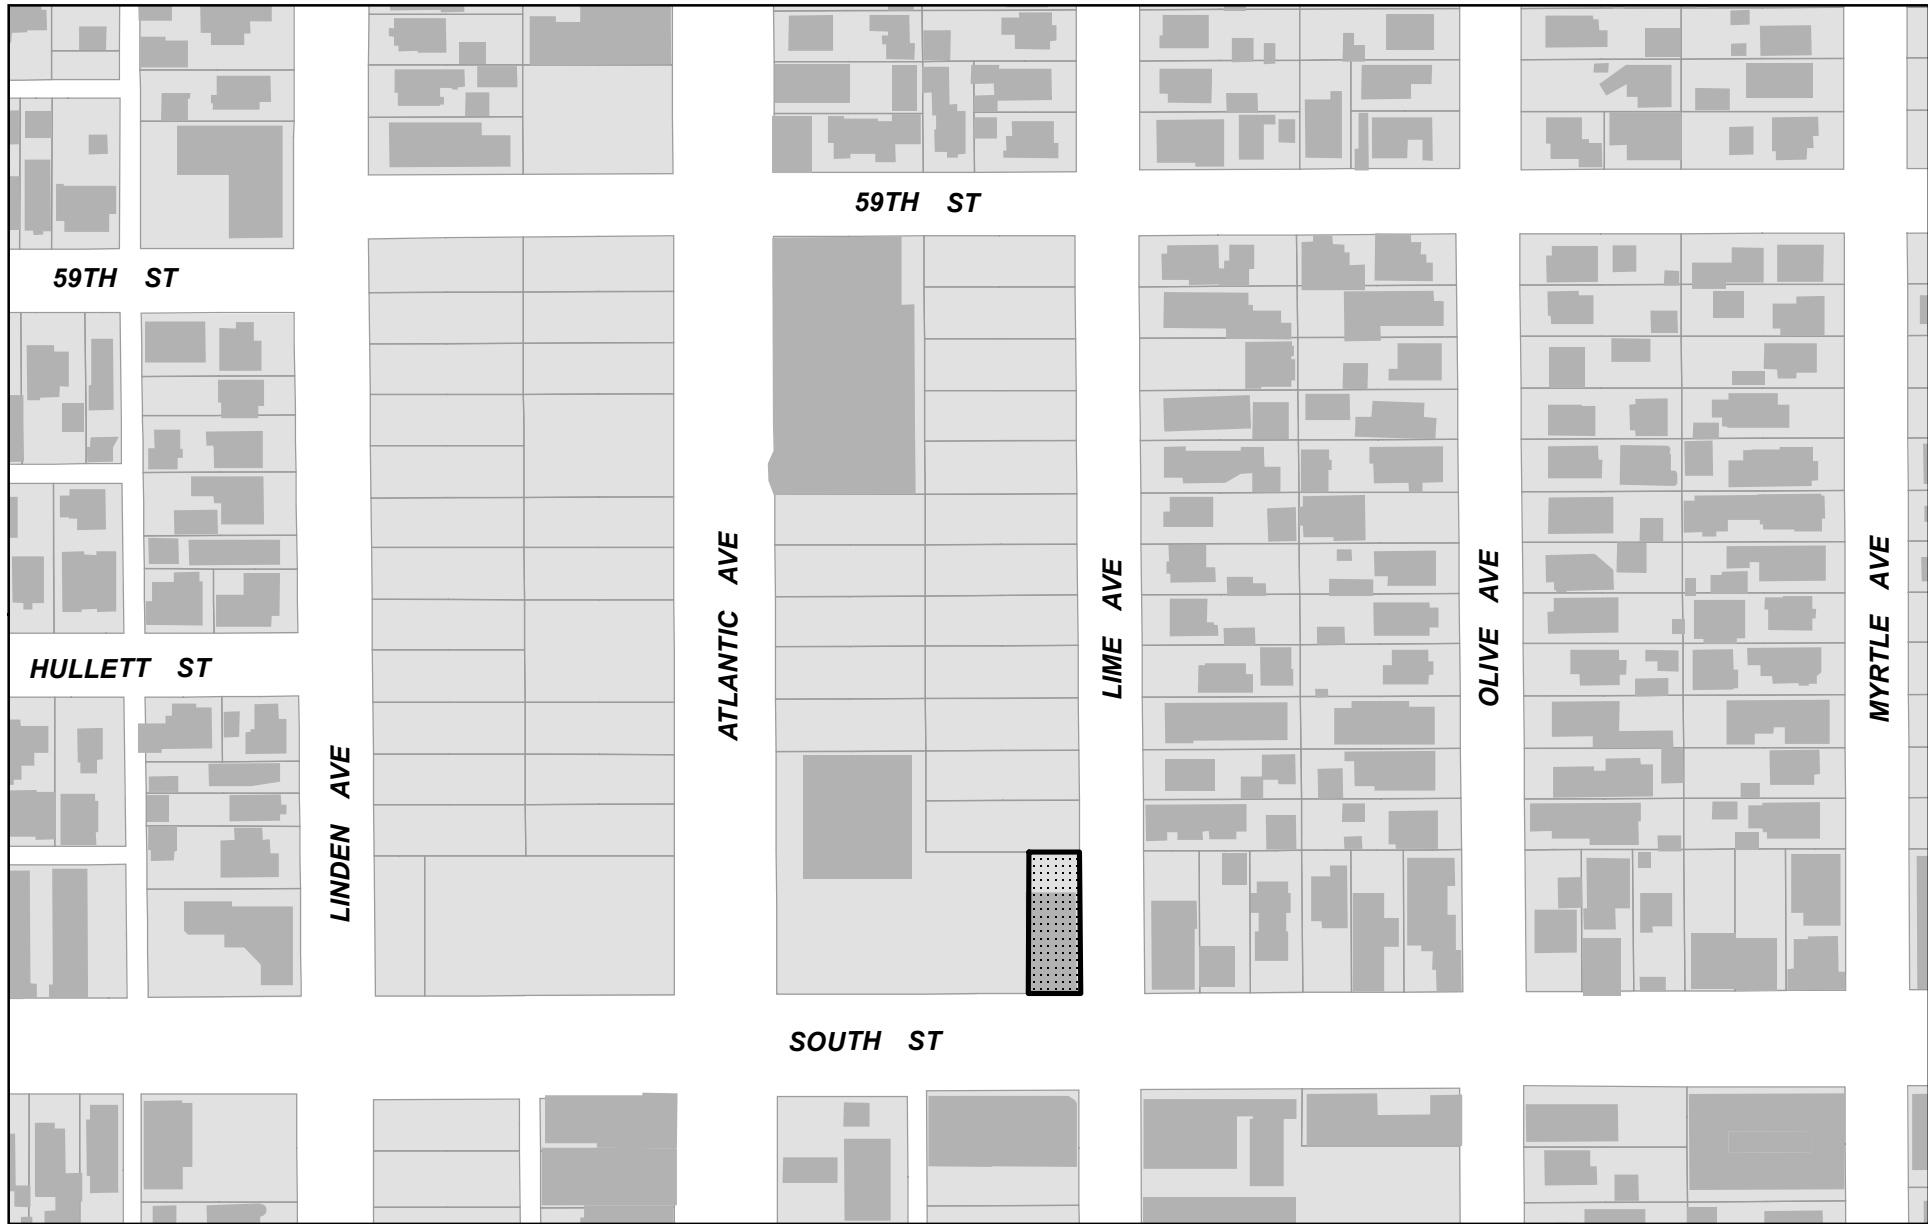 59TH ST
59TH ST
HULLETT ST
LINDEN AVE
ATLANTIC AVE
LIME AVE
OLIVE AVE
MYRTLE AVE
SOUTH ST